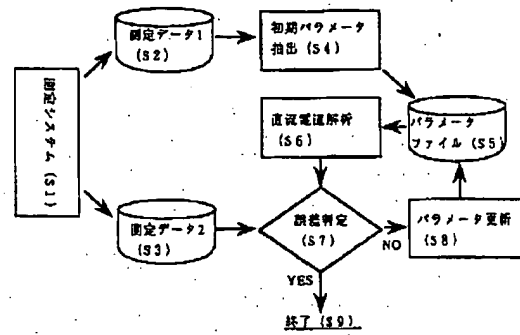 測定システム (S1)
測定データ1
(S2)
初期パラメータ
抽出 (S4)
直流電流解析
(S6)
パラメータ
ファイル (S5)
測定データ2
(S3)
誤差判定
(S7)
NO
パラメータ更新
(S8)
YES
終了 (S9)